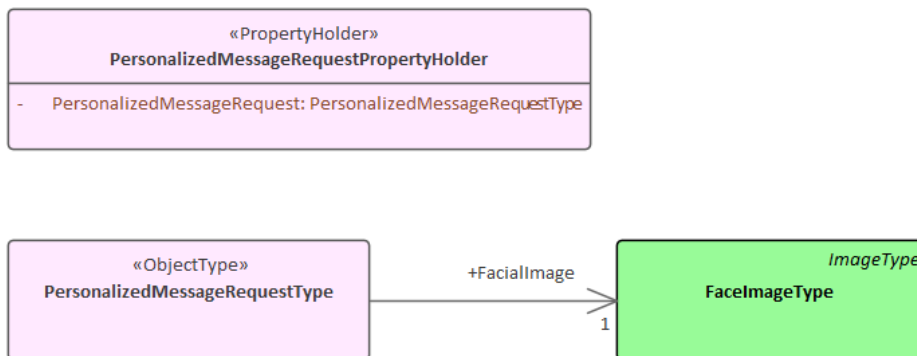 «PropertyHolder»
PersonalizedMessageRequestPropertyHolder
- PersonalizedMessageRequest: PersonalizedMessageRequestType
«ObjectType»
PersonalizedMessageRequestType
+FacialImage
1
ImageType
FaceImageType